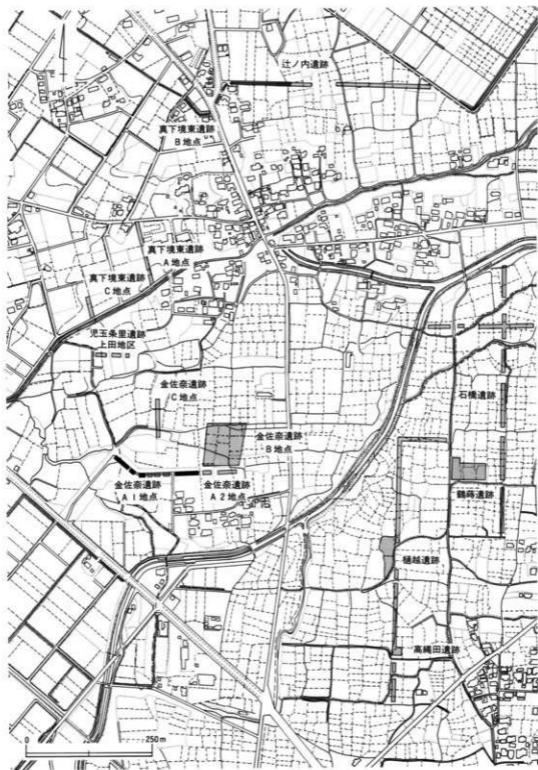 辻ノ内遺跡
真下境東遺跡
B地点
真下境東遺跡
A地点
真下境東遺跡
C地点
児玉条里遺跡
上田地区
金佐奈遺跡
C地点
石橋遺跡
金佐奈遺跡
B地点
金佐奈遺跡
A1地点
金佐奈遺跡
A2地点
鶴蒔遺跡
樋越遺跡
高縄田遺跡
0 250m